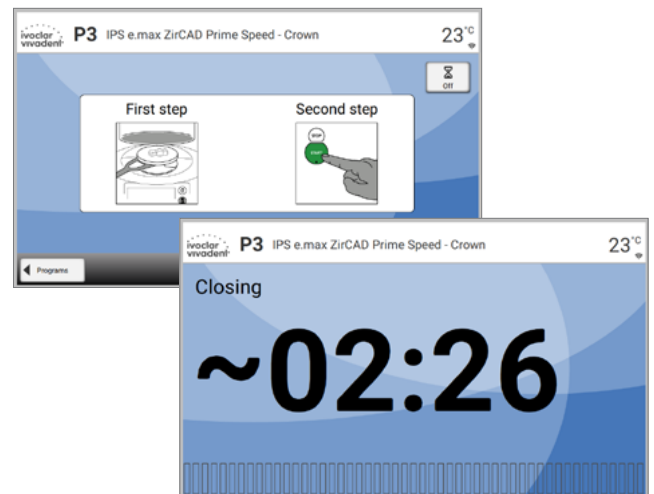 ivoclar vivadent P3 IPS e.max ZirCAD Prime Speed - Crown 23°C
Off
First step Second step
STOP
START
Programs
ivoclar vivadent P3 IPS e.max ZirCAD Prime Speed - Crown 23°C
Closing
~02:26